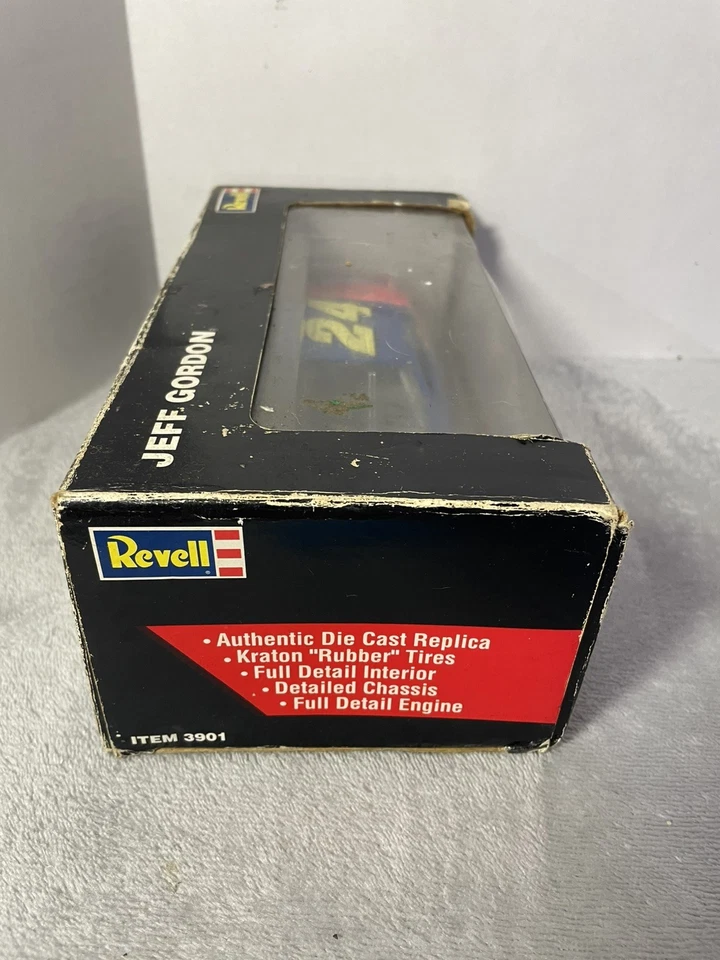 Revell
JEFF GORDON
24
Revell
• Authentic Die Cast Replica
• Kraton "Rubber" Tires
• Full Detail Interior
• Detailed Chassis
• Full Detail Engine
ITEM 3901